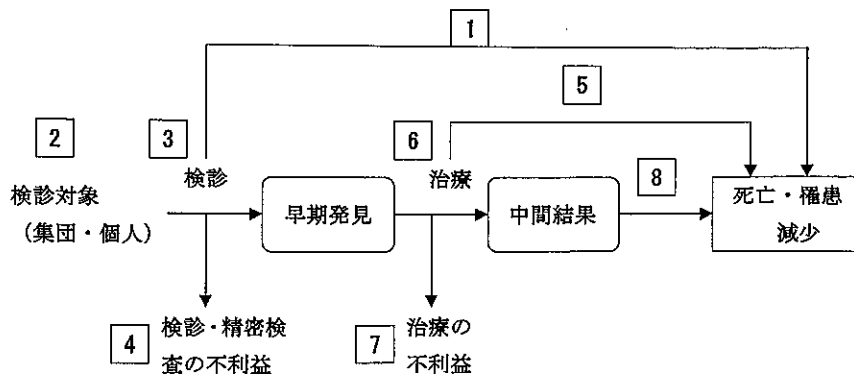 1
5
2
3
6
検診
治療
8
検診対象
(集団・個人)
早期発見
中間結果
死亡・罹患
減少
4
検診・精密検
査の不利益
7
治療の
不利益